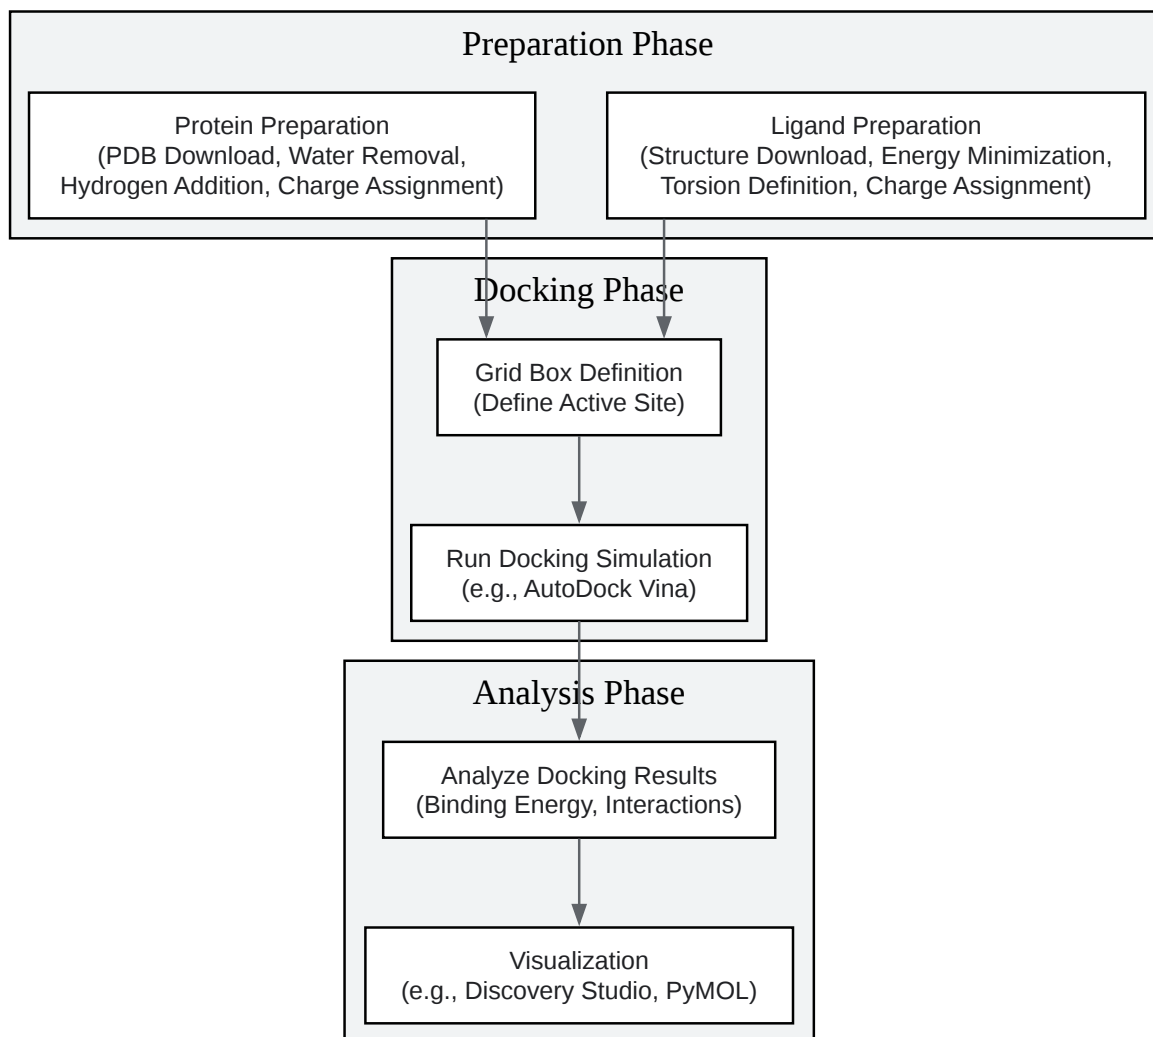 Preparation Phase
Protein Preparation
(PDB Download, Water Removal,
Hydrogen Addition, Charge Assignment)
Ligand Preparation
(Structure Download, Energy Minimization,
Torsion Definition, Charge Assignment)
Docking Phase
Grid Box Definition
(Define Active Site)
Run Docking Simulation
(e.g., AutoDock Vina)
Analysis Phase
Analyze Docking Results
(Binding Energy, Interactions)
Visualization
(e.g., Discovery Studio, PyMOL)